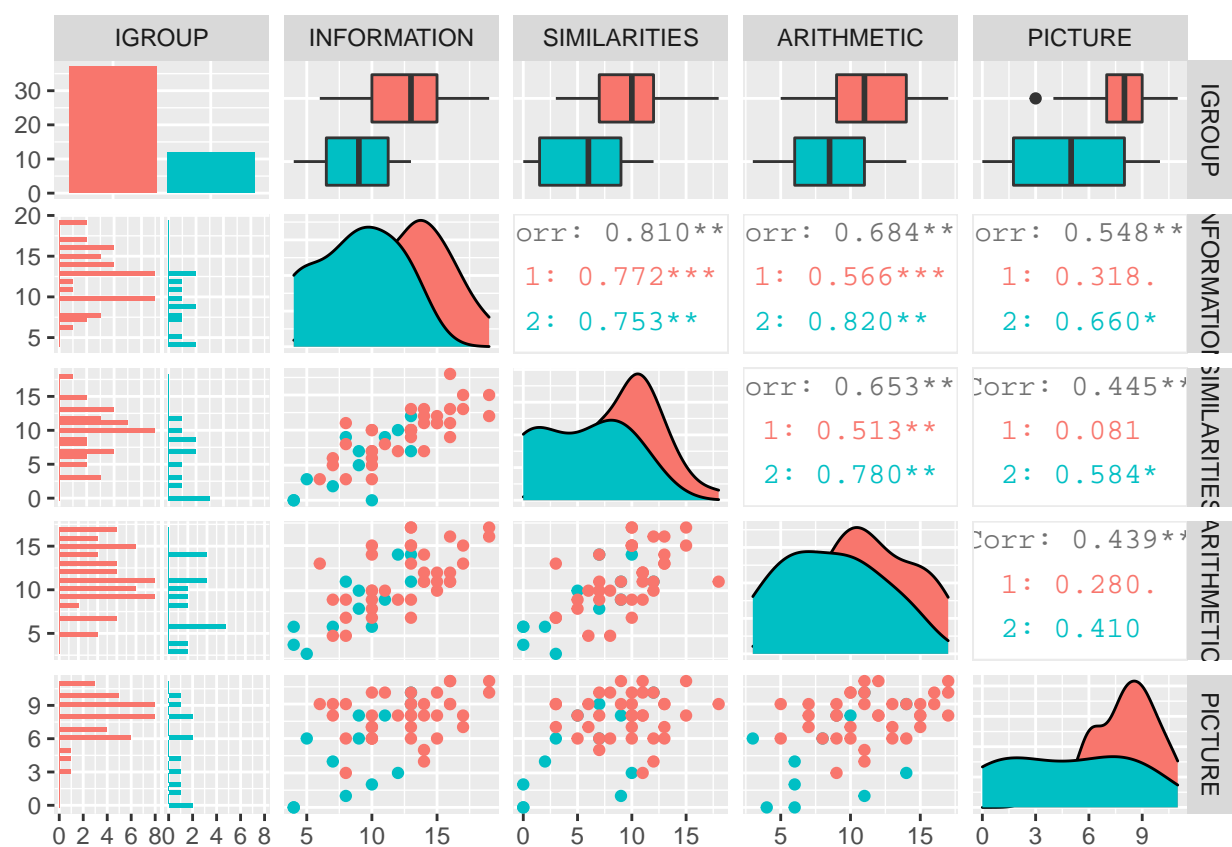 IGROUP INFORMATION SIMILARITIES ARITHMETIC PICTURE
30
20
10
0
IGROUP
20
15
10
5
orr: 0.810**
1: 0.772***
2: 0.753**
orr: 0.684**
1: 0.566***
2: 0.820**
orr: 0.548**
1: 0.318.
2: 0.660*
NFORMATIO
15
10
5
0
orr: 0.653**
1: 0.513**
2: 0.780**
Corr: 0.445**
1: 0.081
2: 0.584*
SIMILARITIES
15
10
5
Corr: 0.439**
1: 0.280.
2: 0.410
ARITHMETIC
9
6
3
0
PICTURE
0 2 4 6 8 0 2 4 6 8 5 10 15 0 5 10 15 5 10 15 0 3 6 9